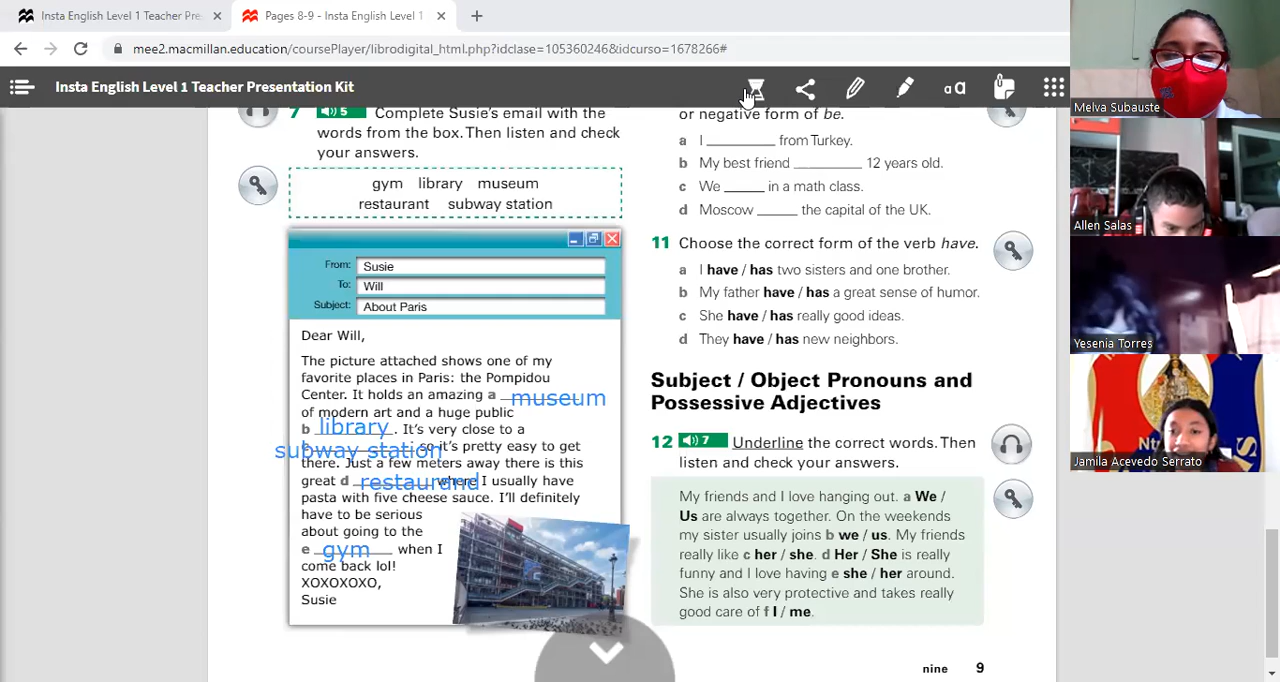 Insta English Level 1 Teacher Pre
Pages 8-9 - Insta English Level 1
mee2.macmillan.education/coursePlayer/librodigital_html.php?idclase=105360246&idcurso=1678266#
Insta English Level 1 Teacher Presentation Kit
a a
7 5 Complete Susie's email with the
words from the box. Then listen and check
your answers.
gym library museum
restaurant subway station
From: Susie
To: Will
Subject: About Paris
Dear Will,
The picture attached shows one of my
favorite places in Paris: the Pompidou
Center. It holds an amazing a museum
of modern art and a huge public
b library. It's very close to a
subway station so it's pretty easy to get
there. Just a few meters away there is this
great d restaurand where I usually have
pasta with five cheese sauce. I'll definitely
have to be serious
about going to the
e gym when I
come back lol!
XOXOXOXO,
Susie
or negative form of be.
a I ________ from Turkey.
b My best friend ________ 12 years old.
c We _____ in a math class.
d Moscow _____ the capital of the UK.
11 Choose the correct form of the verb have.
a I have / has two sisters and one brother.
b My father have / has a great sense of humor.
c She have / has really good ideas.
d They have / has new neighbors.
Subject / Object Pronouns and
Possessive Adjectives
12 7 Underline the correct words. Then
listen and check your answers.
My friends and I love hanging out. a We /
Us are always together. On the weekends
my sister usually joins b we / us. My friends
really like c her / she. d Her / She is really
funny and I love having e she / her around.
She is also very protective and takes really
good care of f I / me.
nine 9
Melva Subauste
Allen Salas
Yesenia Torres
Jamila Acevedo Serrato